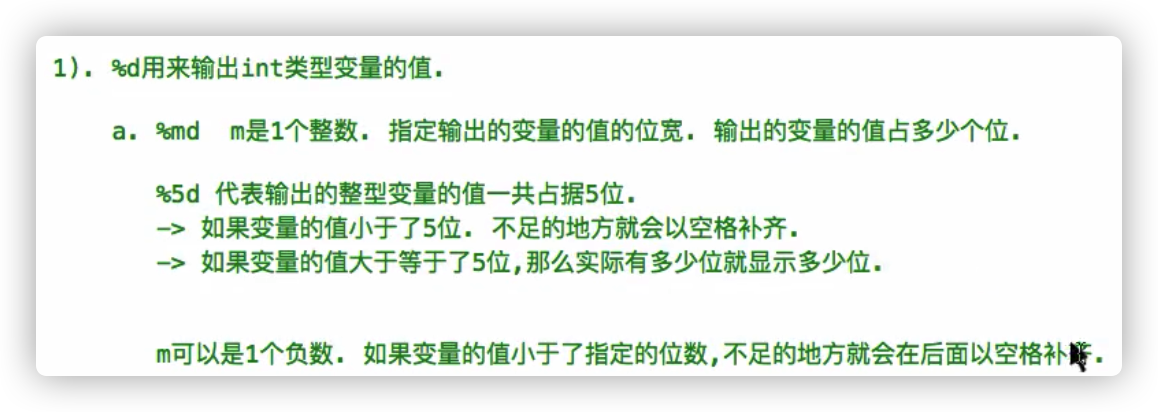 1). %d用来输出int类型变量的值.
a. %md m是1个整数. 指定输出的变量的值的位宽. 输出的变量的值占多少个位.
%5d 代表输出的整型变量的值一共占据5位.
—> 如果变量的值小于了5位. 不足的地方就会以空格补齐.
—> 如果变量的值大于等于了5位,那么实际有多少位就显示多少位.
m可以是1个负数. 如果变量的值小于了指定的位数,不足的地方就会在后面以空格补齐.